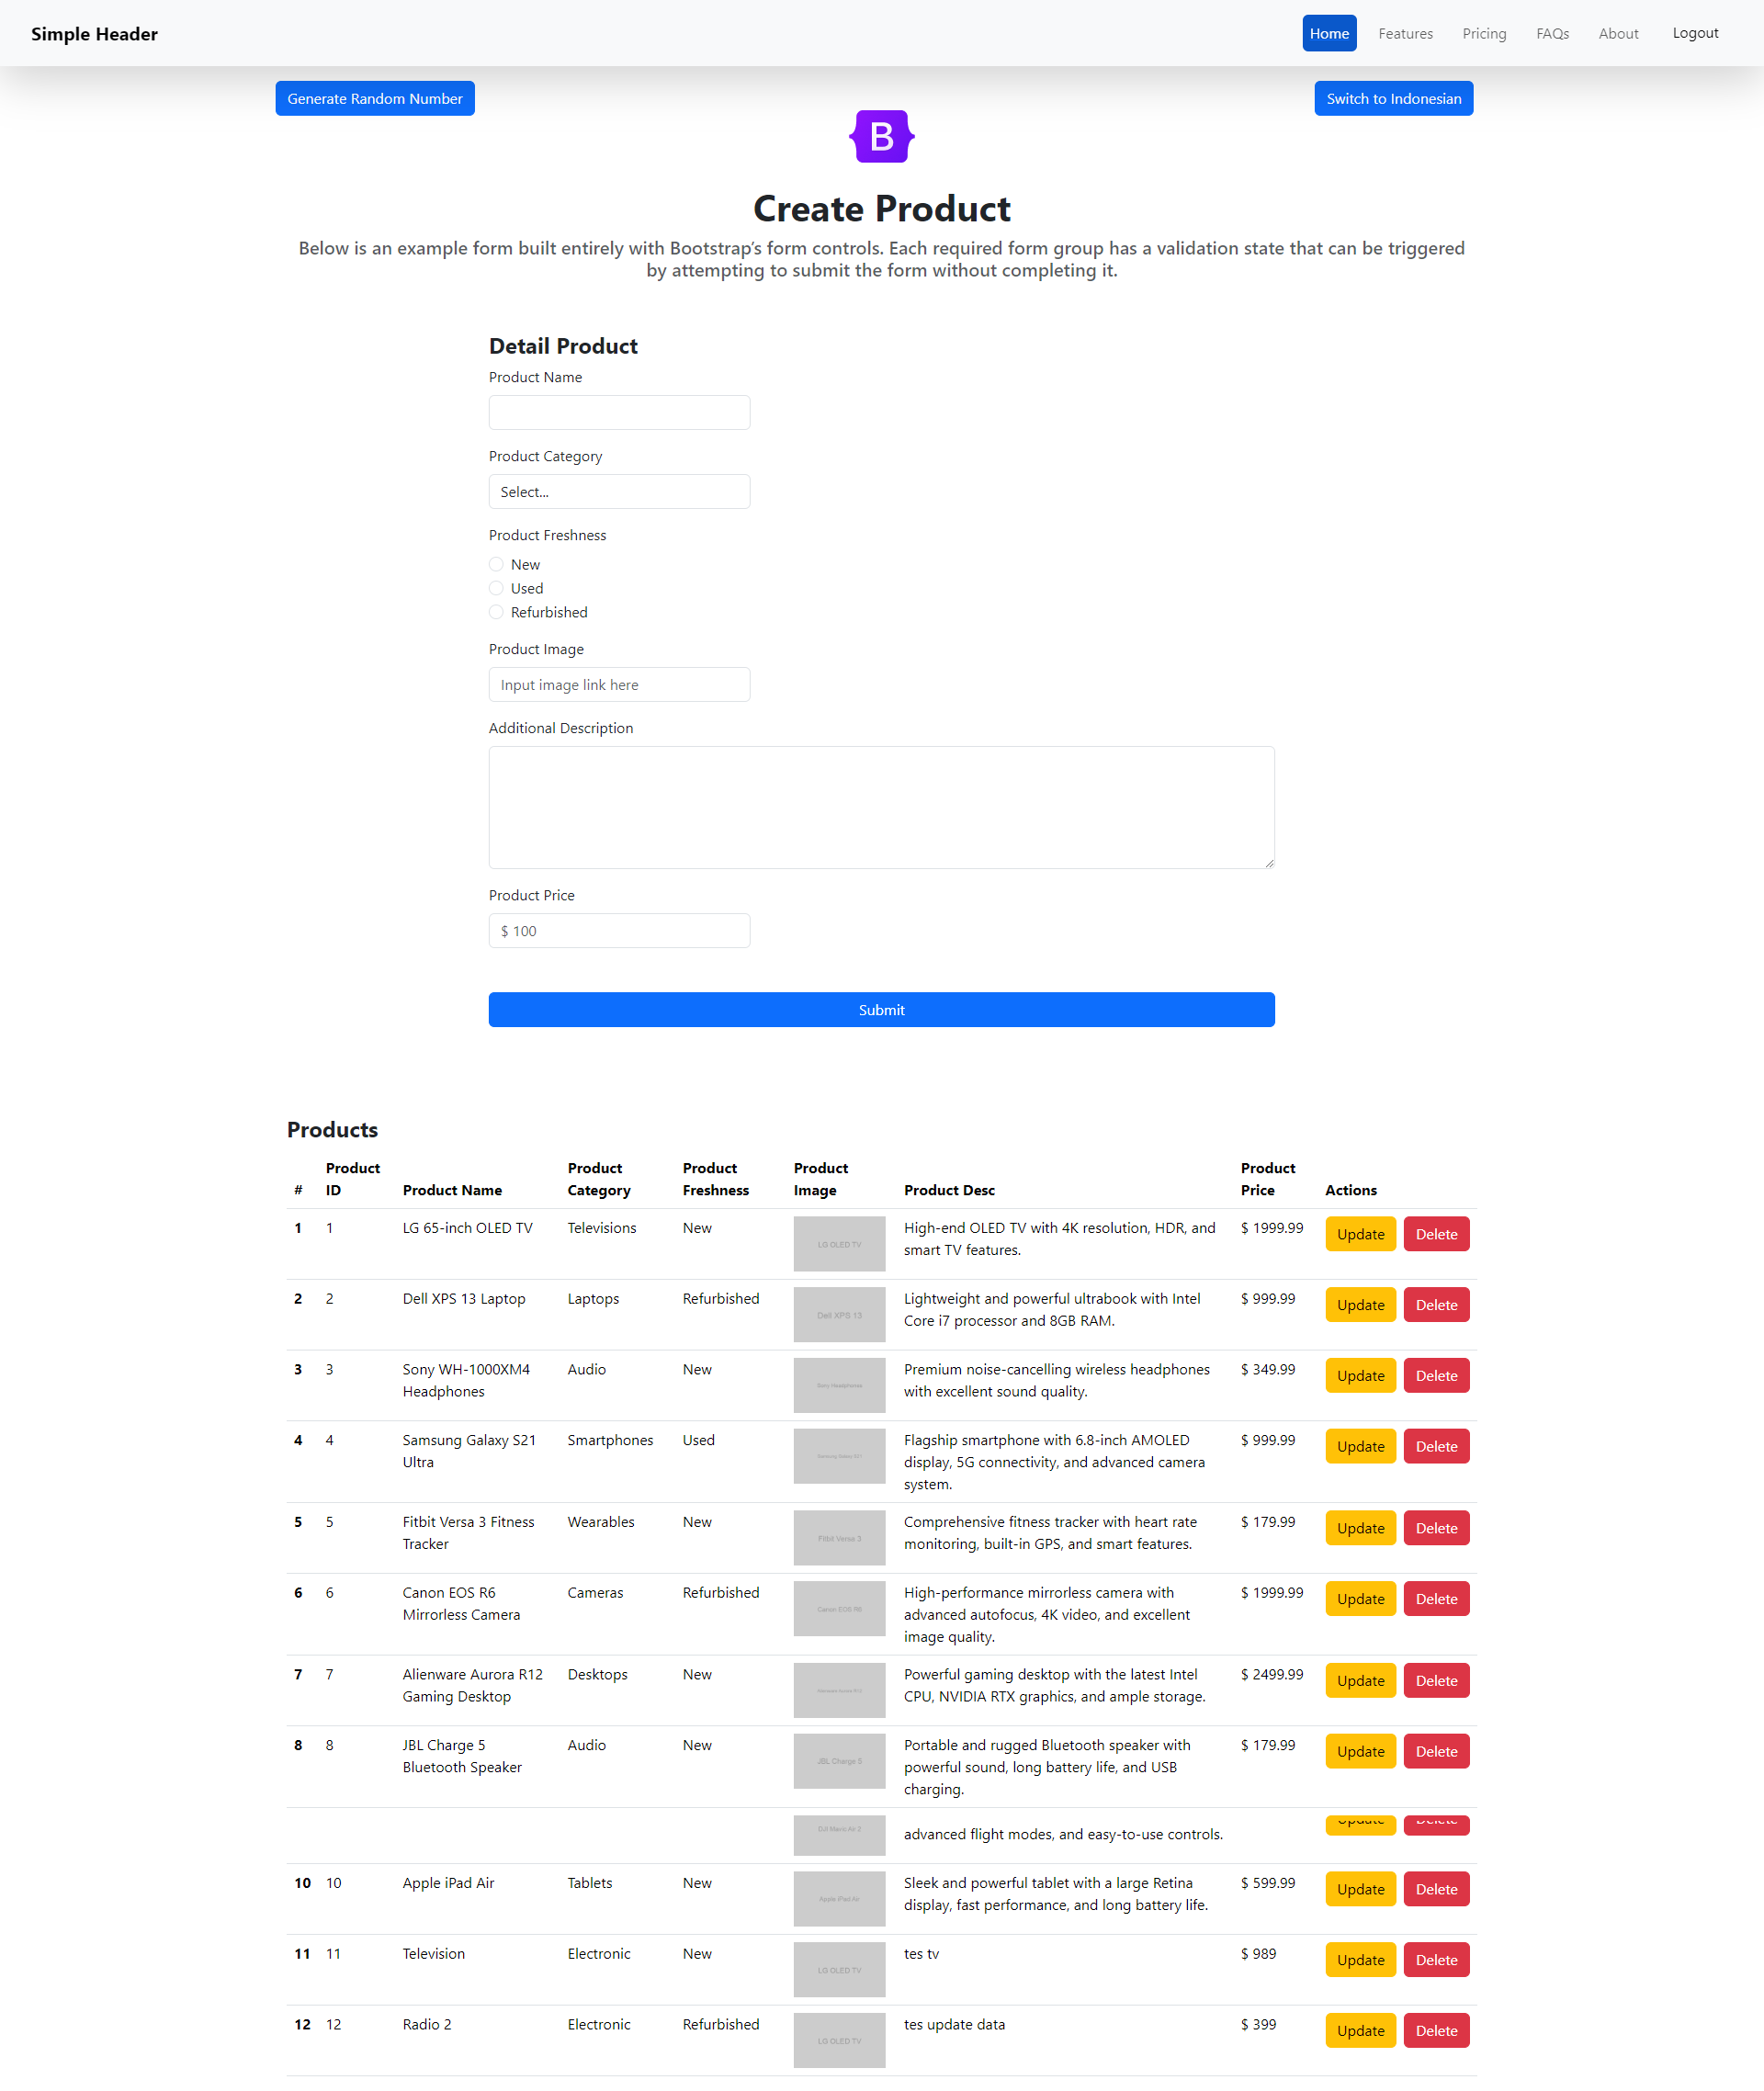 Simple Header
Home Features Pricing FAQs About Logout
Generate Random Number
Switch to Indonesian
B
Create Product
Below is an example form built entirely with Bootstrap’s form controls. Each required form group has a validation state that can be triggered
by attempting to submit the form without completing it.
Detail Product
Product Name
Product Category
Select...
Product Freshness
New
Used
Refurbished
Product Image
Input image link here
Additional Description
Product Price
$ 100
Submit
Products
# Product ID Product Name Product Category Product Freshness Product Image Product Desc Product Price Actions
1 1 LG 65-inch OLED TV Televisions New LG OLED TV High-end OLED TV with 4K resolution, HDR, and $ 1999.99 Update Delete
smart TV features.
2 2 Dell XPS 13 Laptop Laptops Refurbished Dell XPS 13 Lightweight and powerful ultrabook with Intel $ 999.99 Update Delete
Core i7 processor and 8GB RAM.
3 3 Sony WH-1000XM4 Audio New Sony Headphones Premium noise-cancelling wireless headphones $ 349.99 Update Delete
Headphones with excellent sound quality.
4 4 Samsung Galaxy S21 Smartphones Used Samsung Galaxy S21 Flagship smartphone with 6.8-inch AMOLED $ 999.99 Update Delete
Ultra display, 5G connectivity, and advanced camera
system.
5 5 Fitbit Versa 3 Fitness Wearables New Fitbit Versa 3 Comprehensive fitness tracker with heart rate $ 179.99 Update Delete
Tracker monitoring, built-in GPS, and smart features.
6 6 Canon EOS R6 Cameras Refurbished Canon EOS R6 High-performance mirrorless camera with $ 1999.99 Update Delete
Mirrorless Camera advanced autofocus, 4K video, and excellent
image quality.
7 7 Alienware Aurora R12 Desktops New Alienware Aurora R12 Powerful gaming desktop with the latest Intel $ 2499.99 Update Delete
Gaming Desktop CPU, NVIDIA RTX graphics, and ample storage.
8 8 JBL Charge 5 Audio New JBL Charge 5 Portable and rugged Bluetooth speaker with $ 179.99 Update Delete
Bluetooth Speaker powerful sound, long battery life, and USB
charging.
DJI Mavic Air 2 advanced flight modes, and easy-to-use controls. Update Delete
10 10 Apple iPad Air Tablets New Apple iPad Air Sleek and powerful tablet with a large Retina $ 599.99 Update Delete
display, fast performance, and long battery life.
11 11 Television Electronic New LG OLED TV tes tv $ 989 Update Delete
12 12 Radio 2 Electronic Refurbished LG OLED TV tes update data $ 399 Update Delete